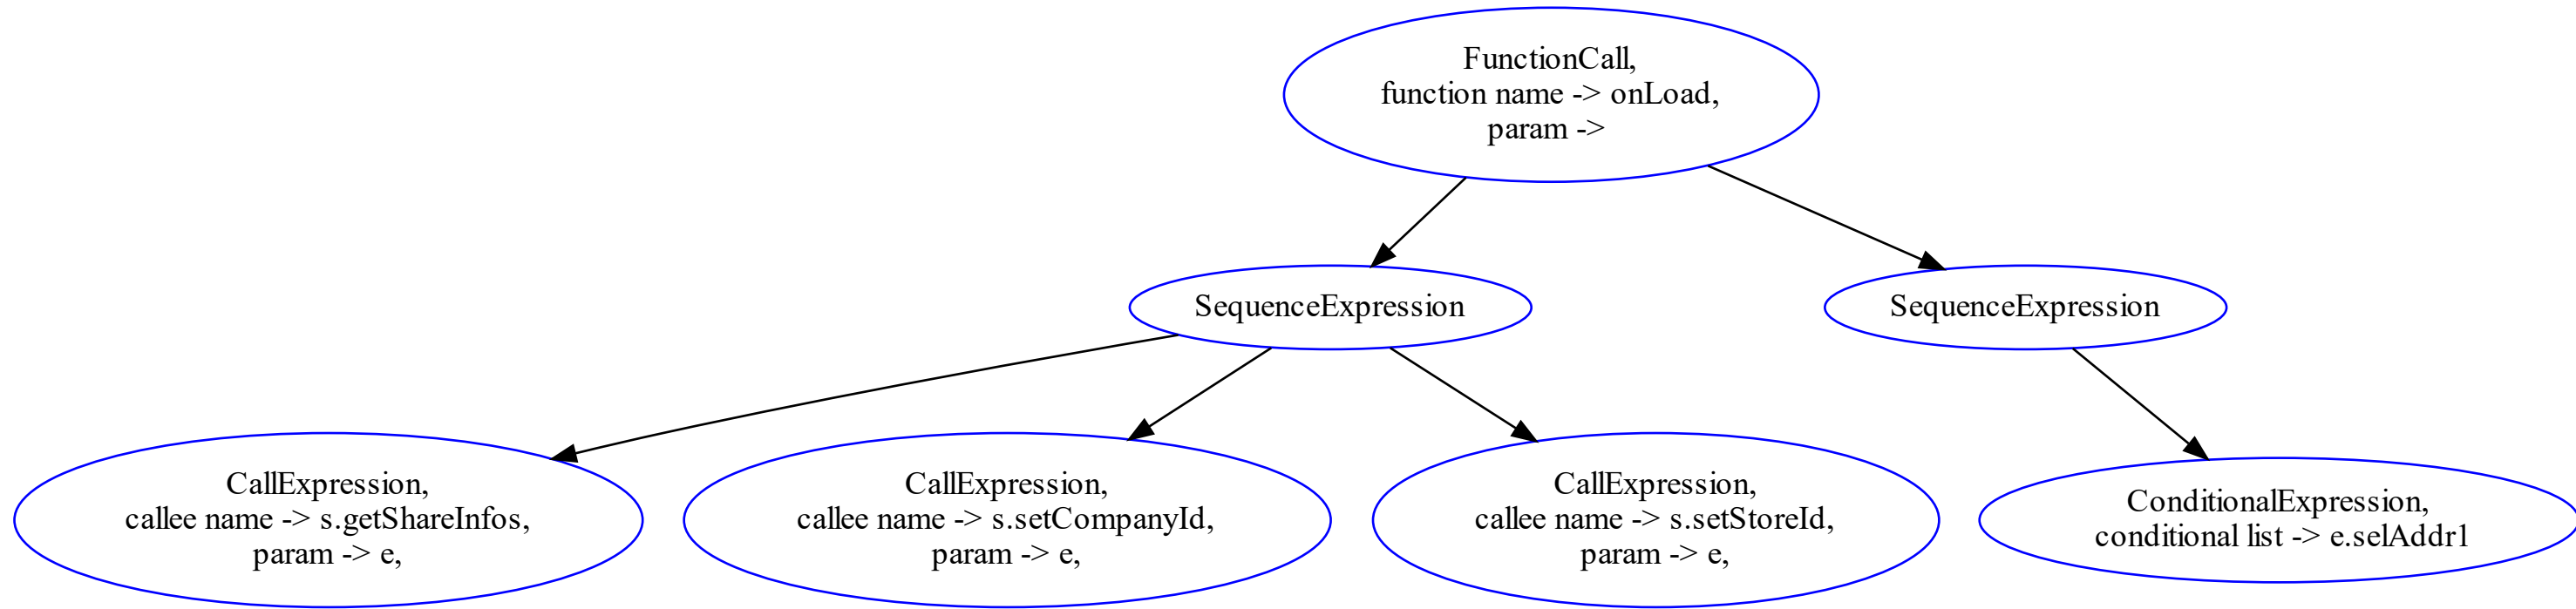 FunctionCall,
function name -> onLoad,
param ->
SequenceExpression
SequenceExpression
CallExpression,
callee name -> s.getShareInfos,
param -> e,
CallExpression,
callee name -> s.setCompanyId,
param -> e,
CallExpression,
callee name -> s.setStoreId,
param -> e,
ConditionalExpression,
conditional list -> e.selAddr1